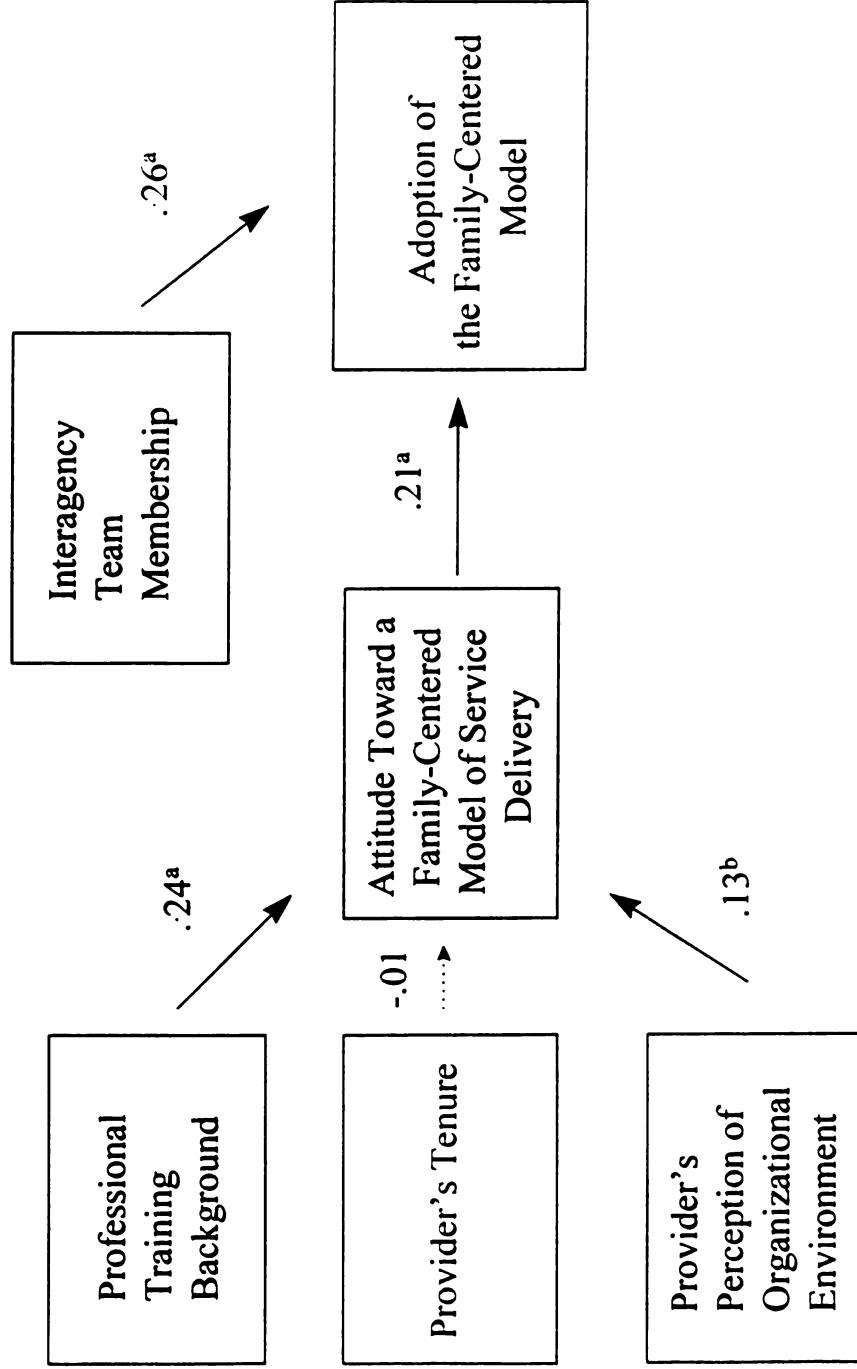 Professional
Training
Background
.24ᵃ
Provider's Tenure
-.01
Provider's
Perception of
Organizational
Environment
.13ᵇ
Attitude Toward a
Family-Centered
Model of Service
Delivery
.21ᵃ
Interagency
Team
Membership
.26ᵃ
Adoption of
the Family-Centered
Model